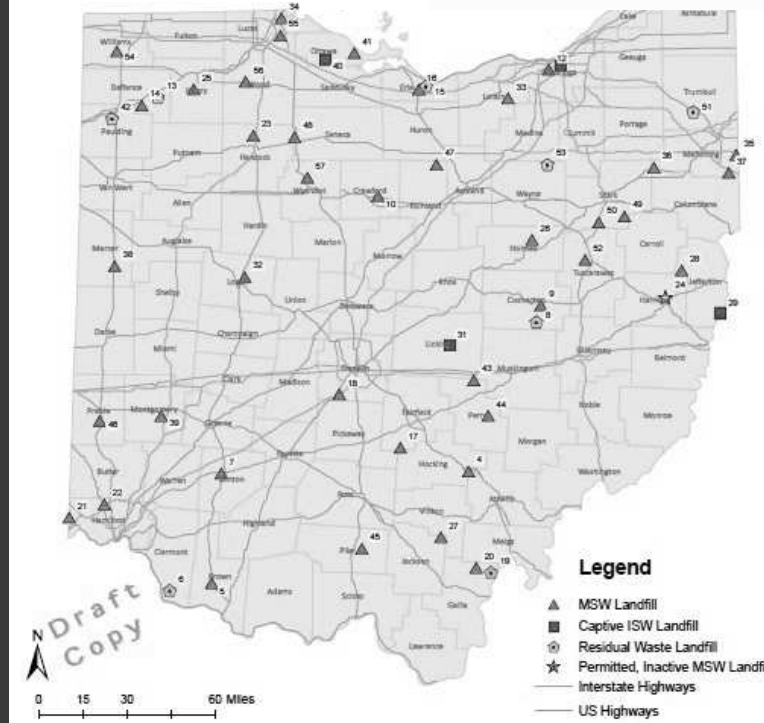 34
55
Lucas
Fulton
Williams
54
Ottawa
41
40
Lake
Ashtabula
Geauga
12
Defiance
13
14
25
56
Wood
Sandusky
16
Erie
15
33
Lorain
Trumbull
51
42
Paulding
Huron
Medina
Summit
Portage
23
48
Seneca
Putnam
Hancock
47
53
36
Mahoning
35
37
57
Van Wert
Wyandot
Crawford
10
Richland
Ashland
Wayne
Stark
Columbiana
Allen
50
49
Hardin
26
Auglaize
Marion
Morrow
Holmes
Carroll
Mercer
38
32
52
Tuscarawas
28
Logan
Knox
24
Jefferson
Shelby
Union
Coshocton
9
Harrison
29
8
Delaware
Darke
Champaign
31
Licking
Miami
Guernsey
Belmont
Clark
Madison
Franklin
Muskingum
18
43
Noble
Preble
46
Montgomery
39
Greene
Fairfield
Perry
44
Monroe
Pickaway
Morgan
Fayette
17
Butler
Warren
7
Clinton
Hocking
4
Washington
Ross
Athens
21
22
Hamilton
Vinton
Highland
27
Meigs
Clermont
45
Pike
Jackson
20
19
6
Brown
5
Adams
Scioto
Gallia
Lawrence
Draft
Copy
N
0 15 30 60 Miles
Legend
MSW Landfill
Captive ISW Landfill
Residual Waste Landfill
Permitted, Inactive MSW Landfi
Interstate Highways
US Highways